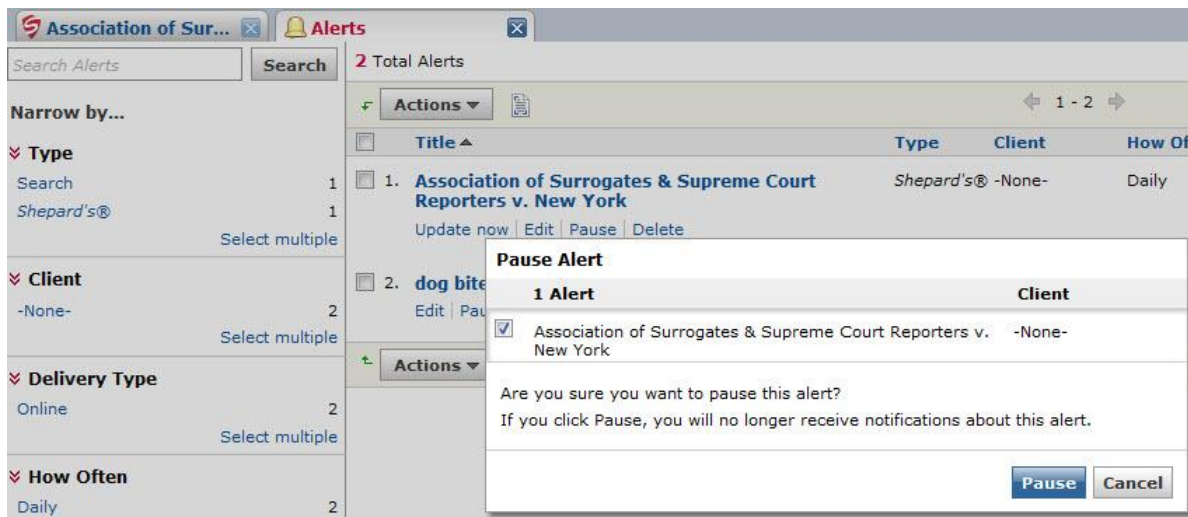 Association of Sur...
Alerts
Search Alerts
Search
2 Total Alerts
Narrow by...
Actions
1 - 2
Title
Type
Client
How Of
Type
Search 1
Shepard's® 1
Select multiple
1. Association of Surrogates & Supreme Court
Reporters v. New York
Shepard's® -None- Daily
Update now | Edit | Pause | Delete
Client
-None- 2
Select multiple
2. dog bite
Edit | Pau
Actions
Delivery Type
Online 2
Select multiple
How Often
Daily 2
Pause Alert
1 Alert Client
Association of Surrogates & Supreme Court Reporters v. -None-
New York
Are you sure you want to pause this alert?
If you click Pause, you will no longer receive notifications about this alert.
Pause Cancel